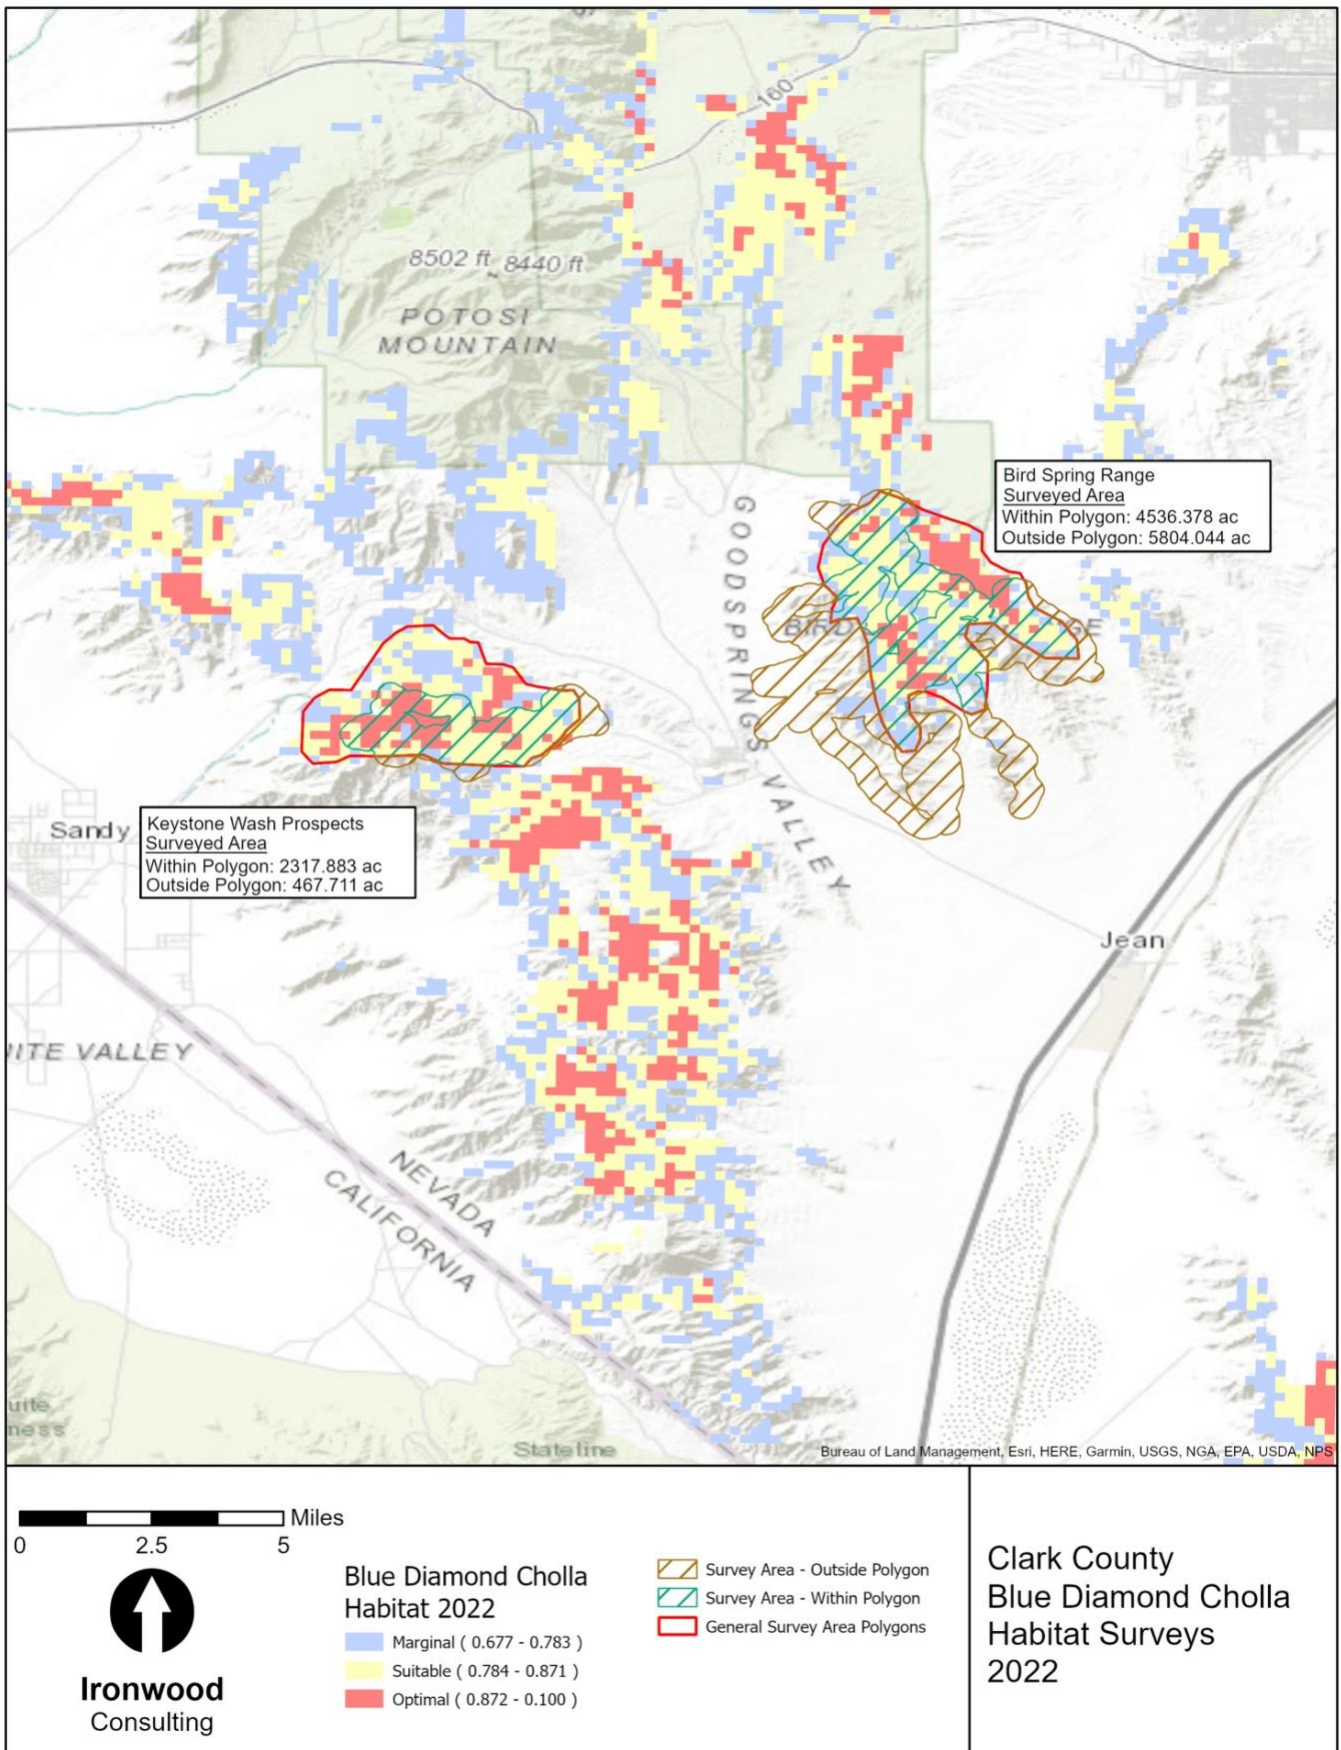 160
8502 ft 8440 ft
POTOSI
MOUNTAIN
Bird Spring Range
Surveyed Area
Within Polygon: 4536.378 ac
Outside Polygon: 5804.044 ac
GOODSPRINGS VALLEY
BIRD
Keystone Wash Prospects
Surveyed Area
Within Polygon: 2317.883 ac
Outside Polygon: 467.711 ac
Sandy
Jean
ITE VALLEY
NEVADA
CALIFORNIA
uite
ness
Stateline
Bureau of Land Management, Esri, HERE, Garmin, USGS, NGA, EPA, USDA, NPS
Miles
0 2.5 5
Ironwood
Consulting
Blue Diamond Cholla
Habitat 2022
Marginal ( 0.677 - 0.783 )
Suitable ( 0.784 - 0.871 )
Optimal ( 0.872 - 0.100 )
Survey Area - Outside Polygon
Survey Area - Within Polygon
General Survey Area Polygons
Clark County
Blue Diamond Cholla
Habitat Surveys
2022